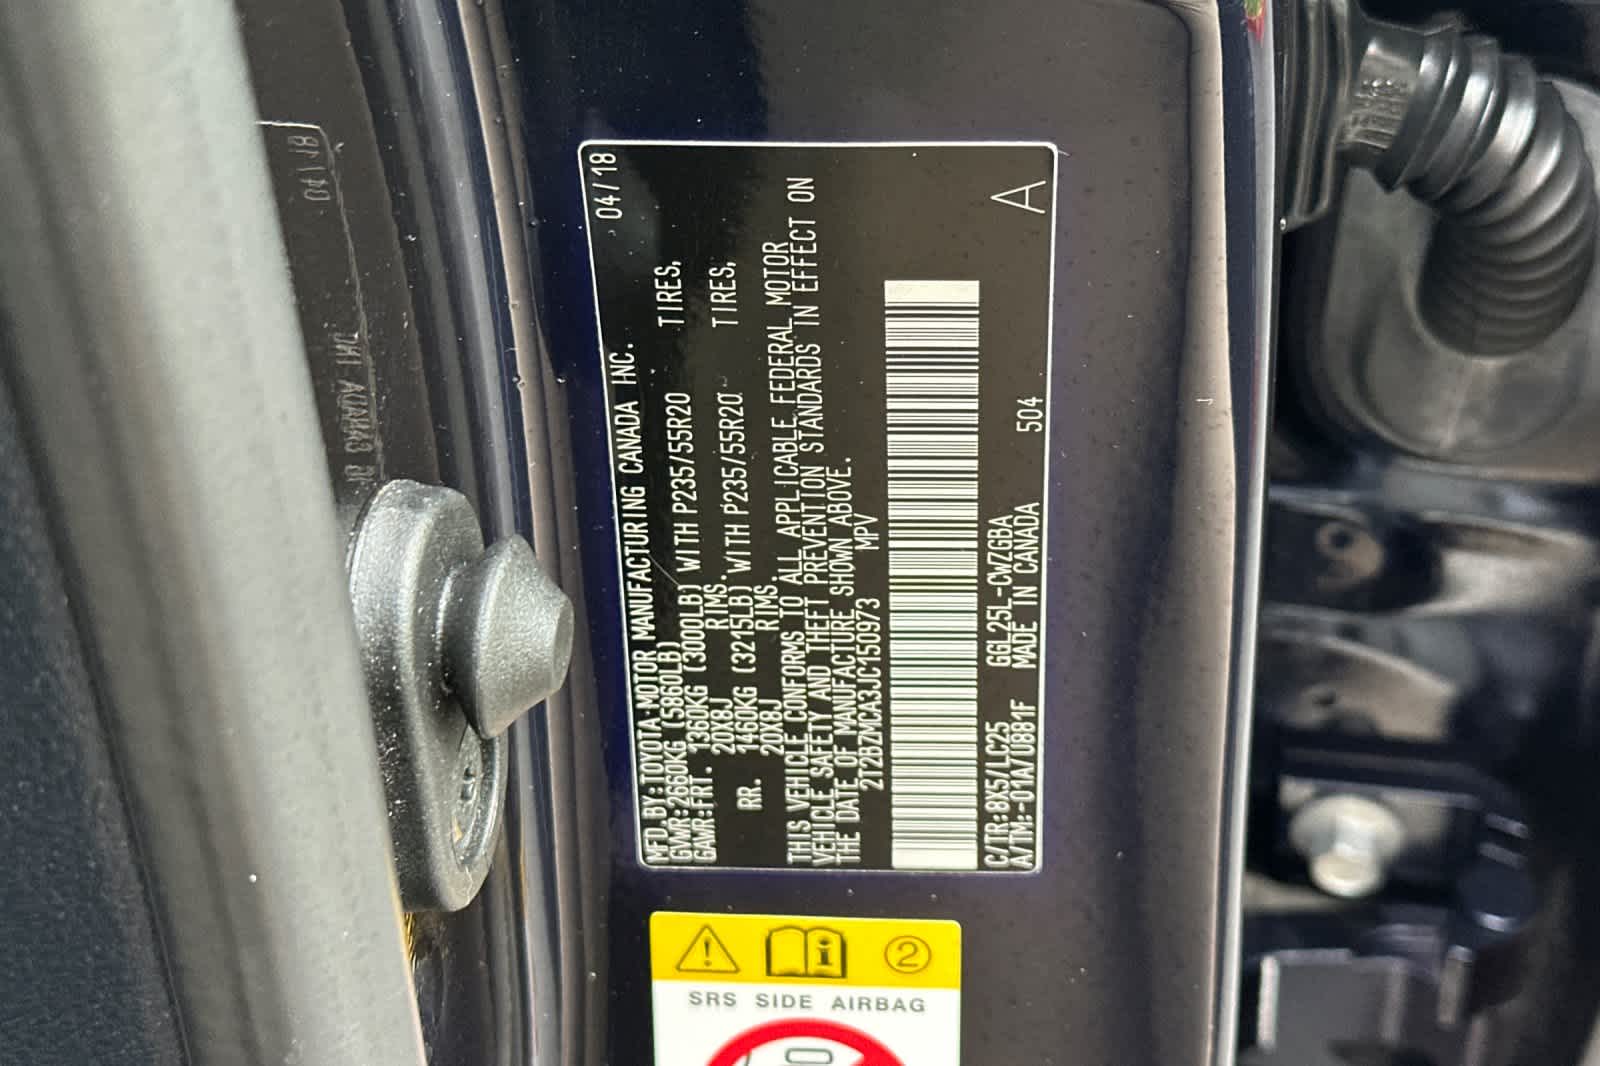 MFD.BY:TOYOTA MOTOR MANUFACTURING CANADA INC. 04/18
GVWR:2660KG (5860LB)
GAWR:FRT. 1360KG (3000LB) WITH P235/55R20 TIRES,
20X8J RIMS.
RR. 1460KG (3215LB) WITH P235/55R20 TIRES,
20X8J RIMS.
THIS VEHICLE CONFORMS TO ALL APPLICABLE FEDERAL MOTOR
VEHICLE SAFETY AND THEFT PREVENTION STANDARDS IN EFFECT ON
THE DATE OF MANUFACTURE SHOWN ABOVE.
2T2BZMCA3JC150973 MPV
C/TR:8X5/LC25 GGL25L-CWZGBA
A/TM:-01A/U881F MADE IN CANADA 504
A
2
SRS SIDE AIRBAG
04/18